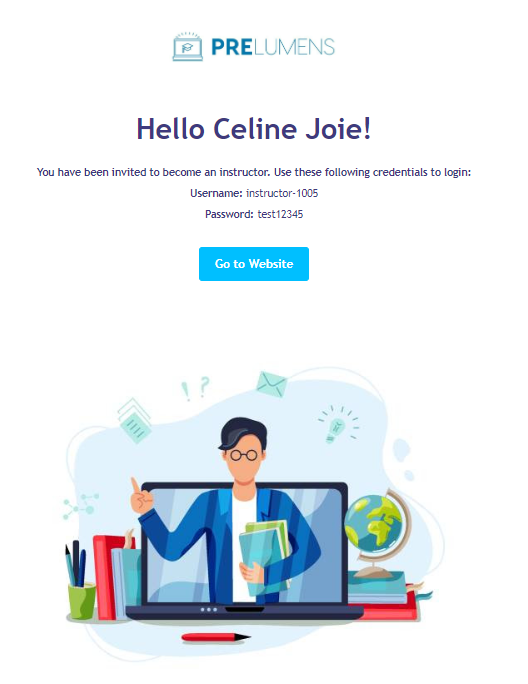 PRELUMENS
Hello Celine Joie!
You have been invited to become an instructor. Use these following credentials to login:
Username: instructor-1005
Password: test12345
Go to Website
! ?